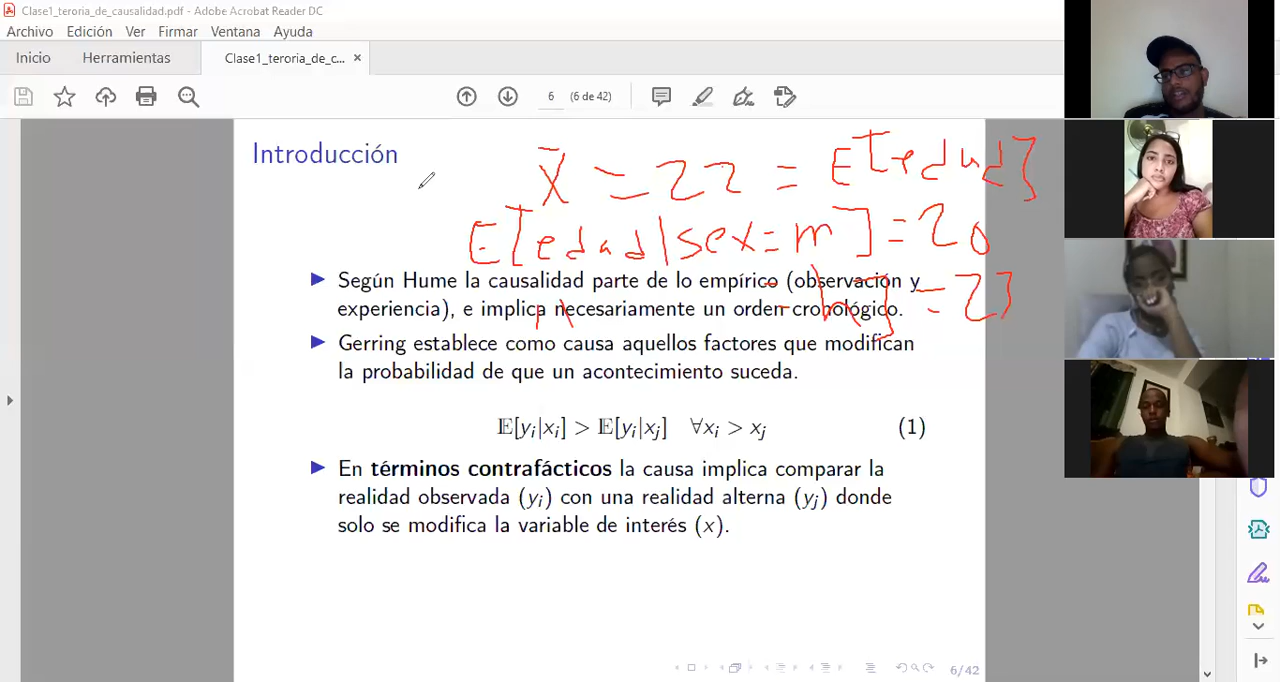 Clase1_teroria_de_causalidad.pdf - Adobe Acrobat Reader DC
Archivo Edición Ver Firmar Ventana Ayuda
Inicio Herramientas Clase1_teroria_de_c... ×
6 (6 de 42)
Introducción
x̄ = 22 = E[edad]
E[edad|sex=m] = 20
= h] = 23
▶ Según Hume la causalidad parte de lo empírico (observación y
experiencia), e implica necesariamente un orden cronológico.
▶ Gerring establece como causa aquellos factores que modifican
la probabilidad de que un acontecimiento suceda.
𝔼[yᵢ|xᵢ] > 𝔼[yᵢ|xⱼ] ∀xᵢ > xⱼ (1)
▶ En términos contrafácticos la causa implica comparar la
realidad observada (yᵢ) con una realidad alterna (yⱼ) donde
solo se modifica la variable de interés (x).
6/42